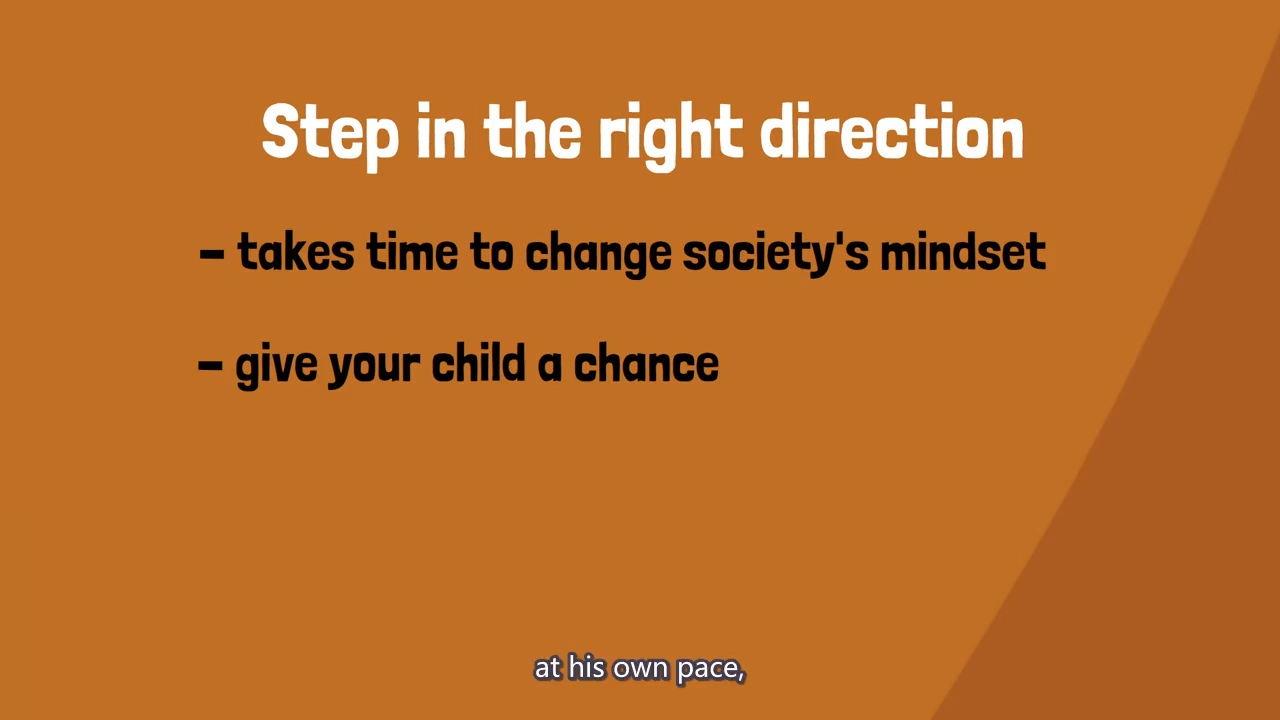 Step in the right direction
- takes time to change society's mindset
- give your child a chance
at his own pace,